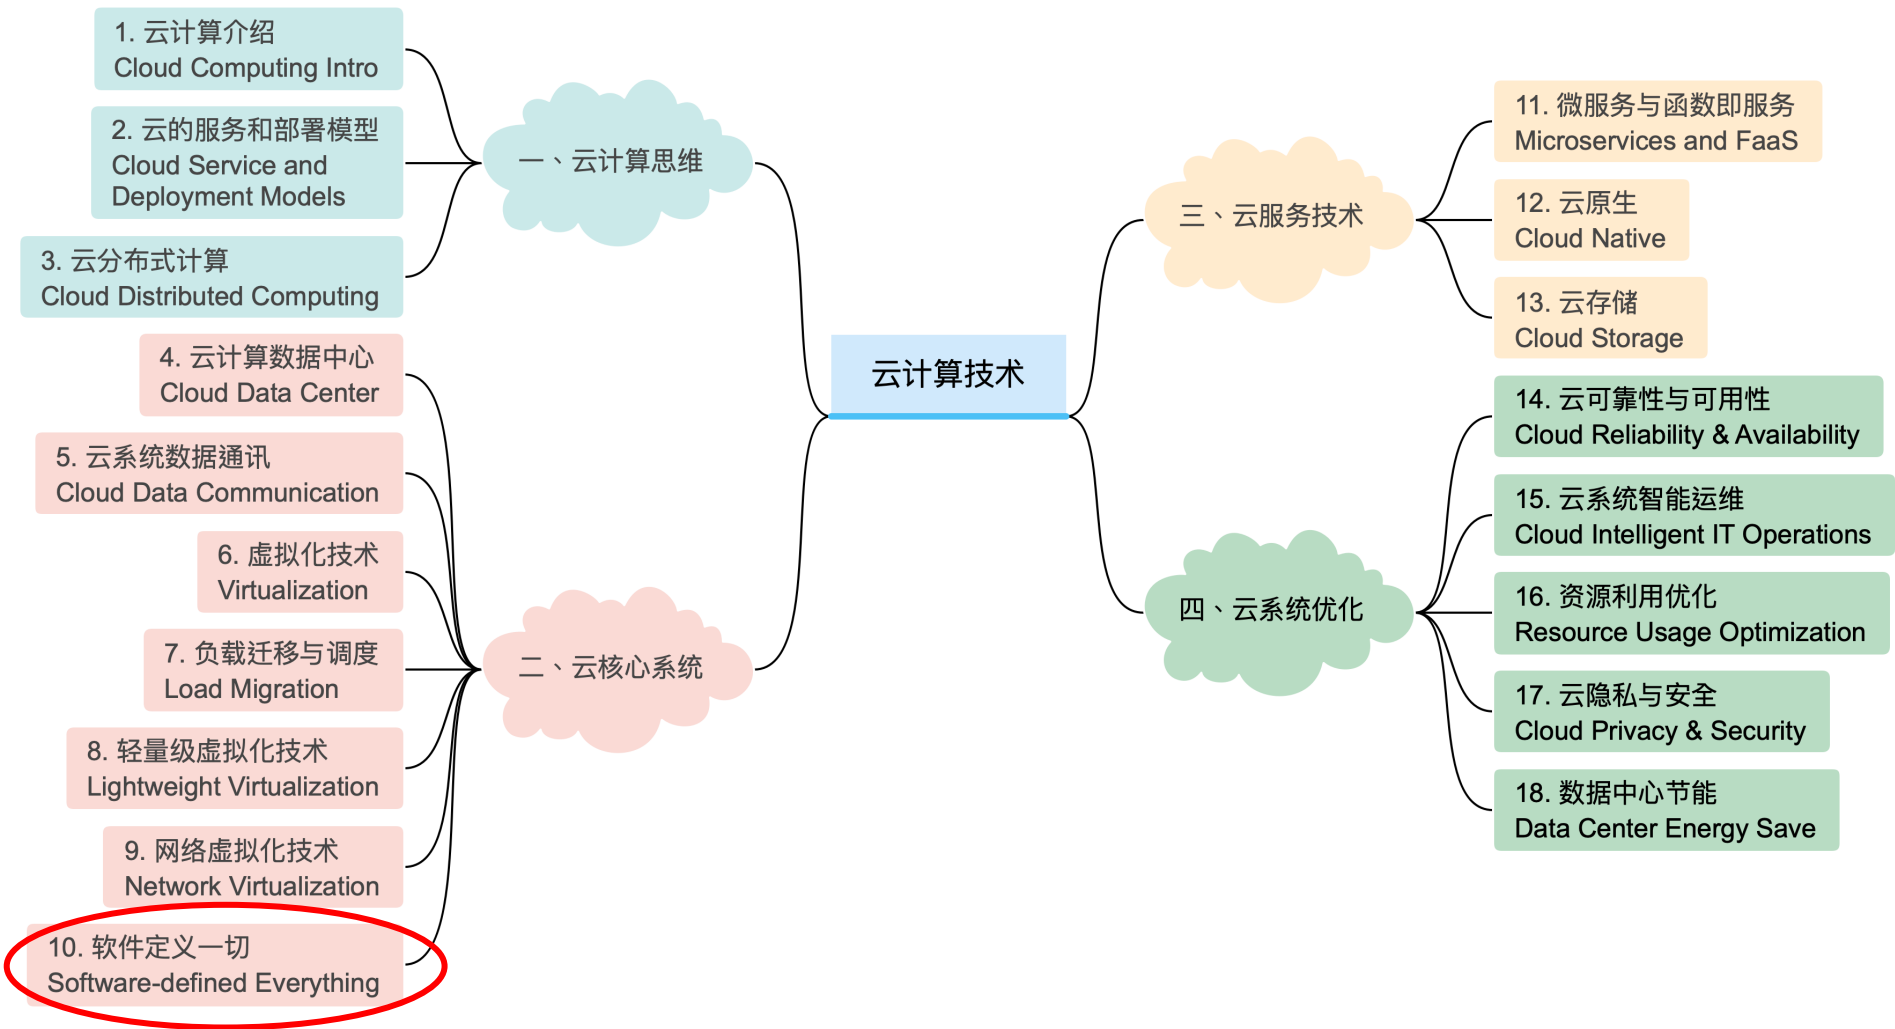 1. 云计算介绍
Cloud Computing Intro
2. 云的服务和部署模型
Cloud Service and
Deployment Models
3. 云分布式计算
Cloud Distributed Computing
一、云计算思维
4. 云计算数据中心
Cloud Data Center
5. 云系统数据通讯
Cloud Data Communication
6. 虚拟化技术
Virtualization
7. 负载迁移与调度
Load Migration
8. 轻量级虚拟化技术
Lightweight Virtualization
9. 网络虚拟化技术
Network Virtualization
10. 软件定义一切
Software-defined Everything
二、云核心系统
云计算技术
三、云服务技术
11. 微服务与函数即服务
Microservices and FaaS
12. 云原生
Cloud Native
13. 云存储
Cloud Storage
四、云系统优化
14. 云可靠性与可用性
Cloud Reliability & Availability
15. 云系统智能运维
Cloud Intelligent IT Operations
16. 资源利用优化
Resource Usage Optimization
17. 云隐私与安全
Cloud Privacy & Security
18. 数据中心节能
Data Center Energy Save